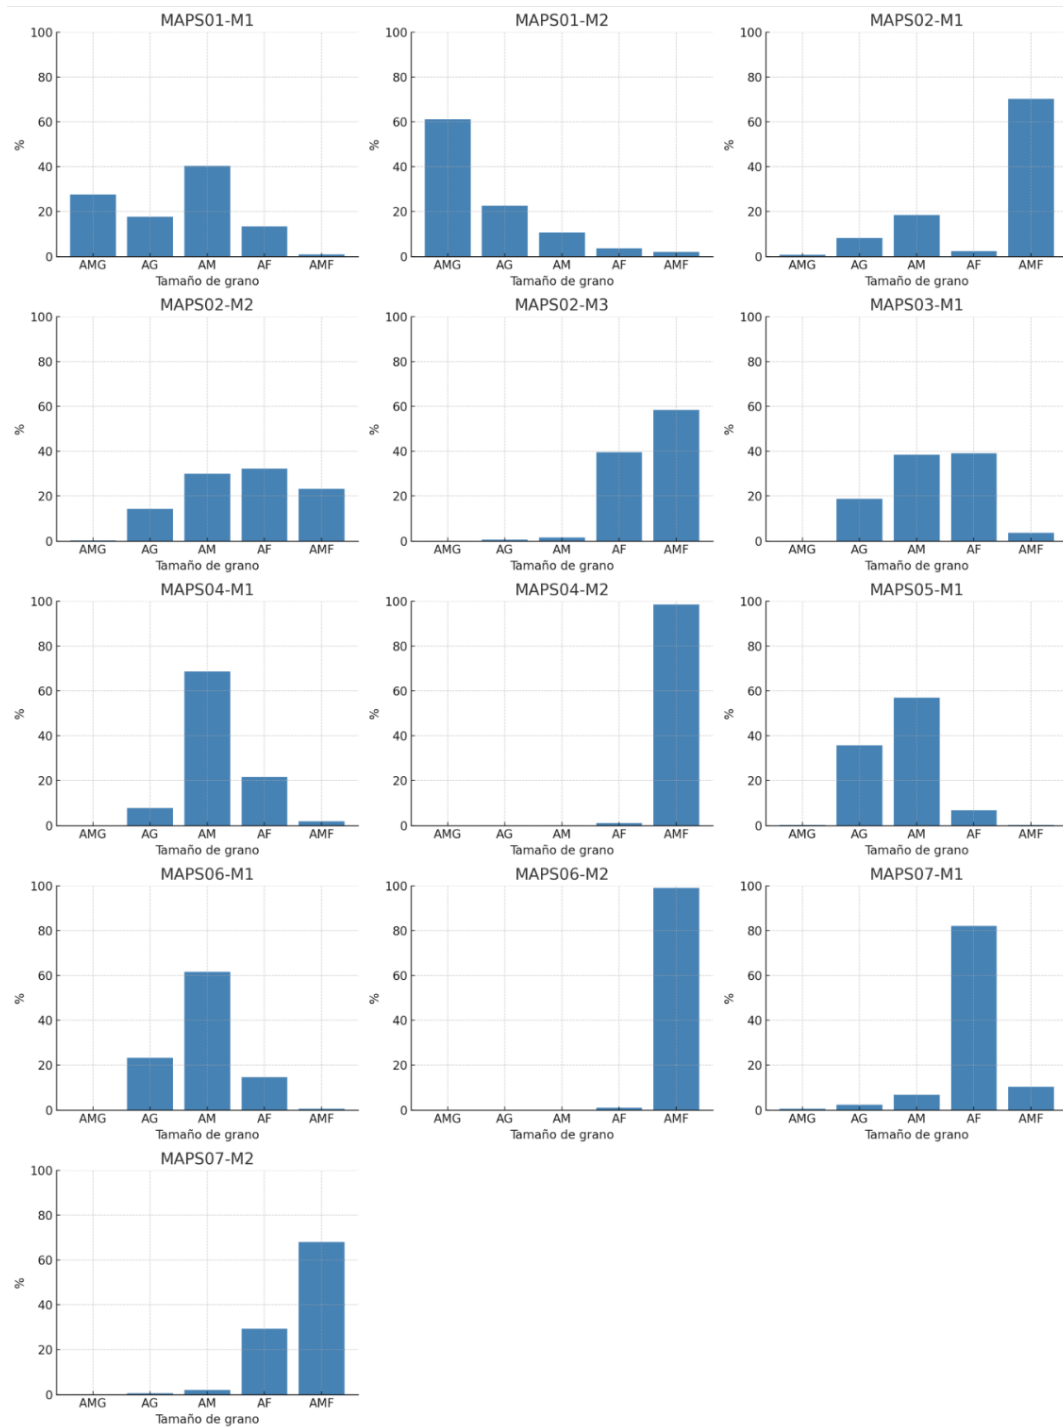 MAPS01-M1
100
80
60
40
20
0
%
AMG AG AM AF AMF
Tamaño de grano
MAPS01-M2
100
80
60
40
20
0
%
AMG AG AM AF AMF
Tamaño de grano
MAPS02-M1
100
80
60
40
20
0
%
AMG AG AM AF AMF
Tamaño de grano
MAPS02-M2
100
80
60
40
20
0
%
AMG AG AM AF AMF
Tamaño de grano
MAPS02-M3
100
80
60
40
20
0
%
AMG AG AM AF AMF
Tamaño de grano
MAPS03-M1
100
80
60
40
20
0
%
AMG AG AM AF AMF
Tamaño de grano
MAPS04-M1
100
80
60
40
20
0
%
AMG AG AM AF AMF
Tamaño de grano
MAPS04-M2
100
80
60
40
20
0
%
AMG AG AM AF AMF
Tamaño de grano
MAPS05-M1
100
80
60
40
20
0
%
AMG AG AM AF AMF
Tamaño de grano
MAPS06-M1
100
80
60
40
20
0
%
AMG AG AM AF AMF
Tamaño de grano
MAPS06-M2
100
80
60
40
20
0
%
AMG AG AM AF AMF
Tamaño de grano
MAPS07-M1
100
80
60
40
20
0
%
AMG AG AM AF AMF
Tamaño de grano
MAPS07-M2
100
80
60
40
20
0
%
AMG AG AM AF AMF
Tamaño de grano